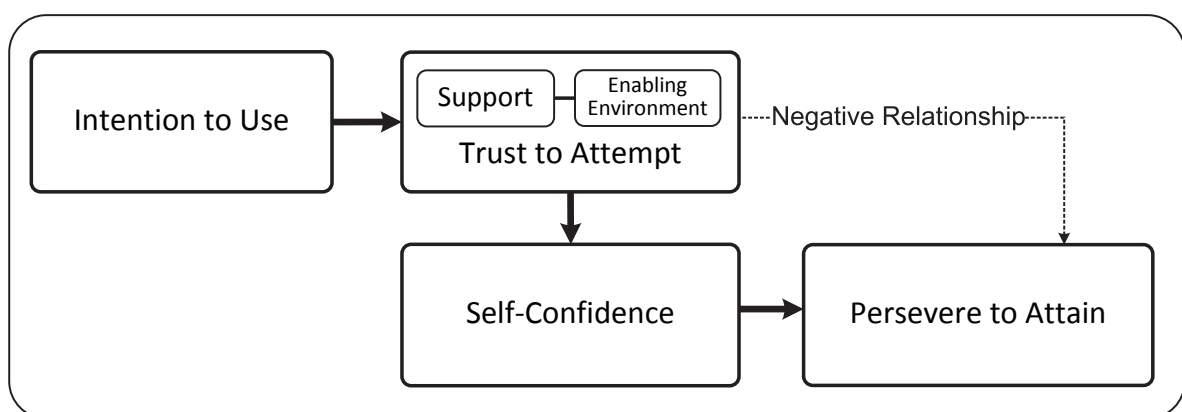 Intention to Use
Support
Enabling
Environment
Trust to Attempt
Negative Relationship
Self-Confidence
Persevere to Attain